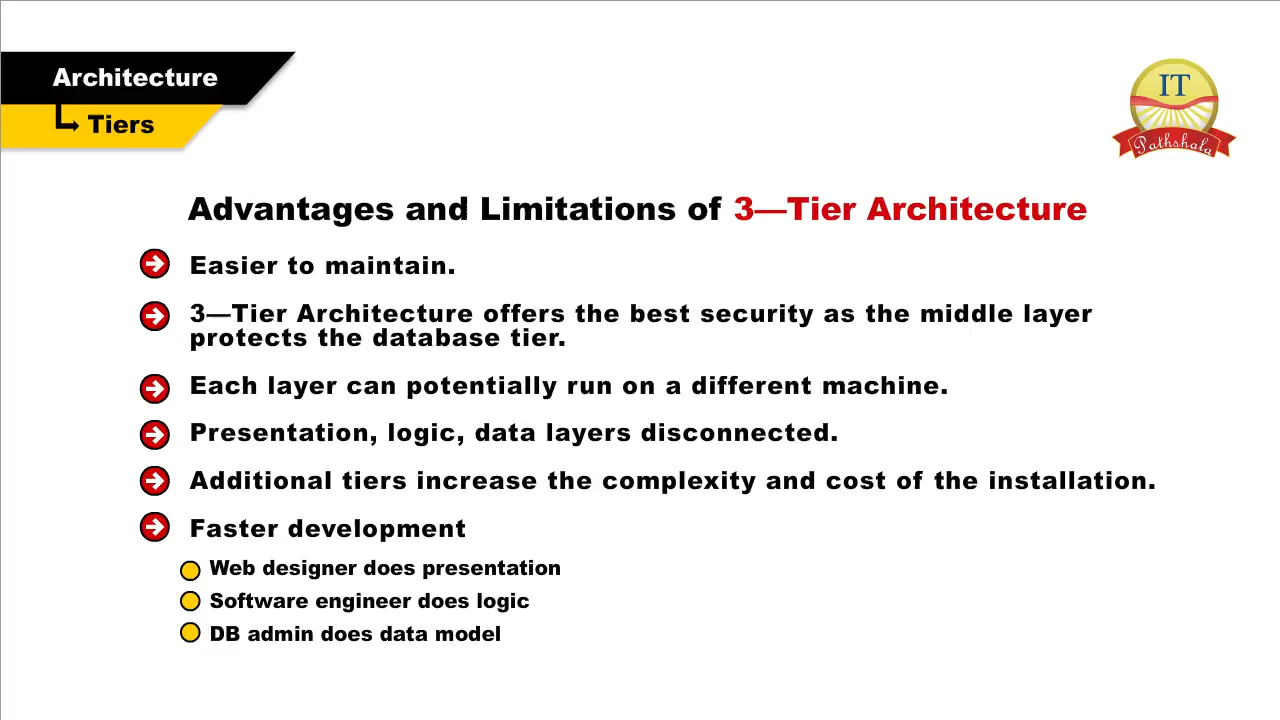 Architecture
Tiers
IT
Pathshala
Advantages and Limitations of 3—Tier Architecture
Easier to maintain.
3—Tier Architecture offers the best security as the middle layer
protects the database tier.
Each layer can potentially run on a different machine.
Presentation, logic, data layers disconnected.
Additional tiers increase the complexity and cost of the installation.
Faster development
Web designer does presentation
Software engineer does logic
DB admin does data model